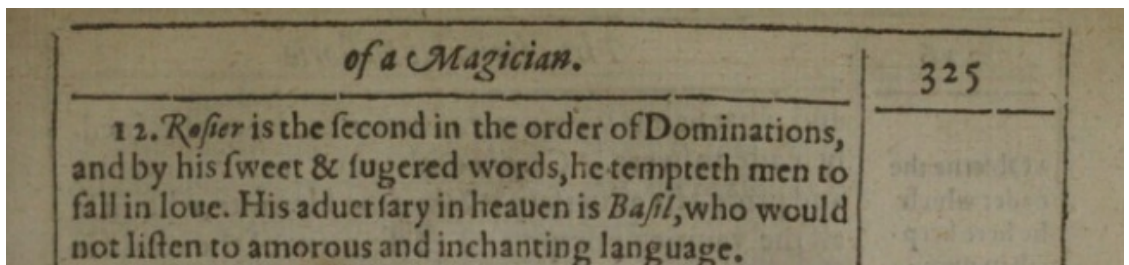 of a Magician.
325
12. Roſier is the ſecond in the order of Dominations,
and by his ſweet & ſugered words, he tempteth men to
fall in loue. His aduerſary in heauen is Baſil, who would
not liſten to amorous and inchanting language.